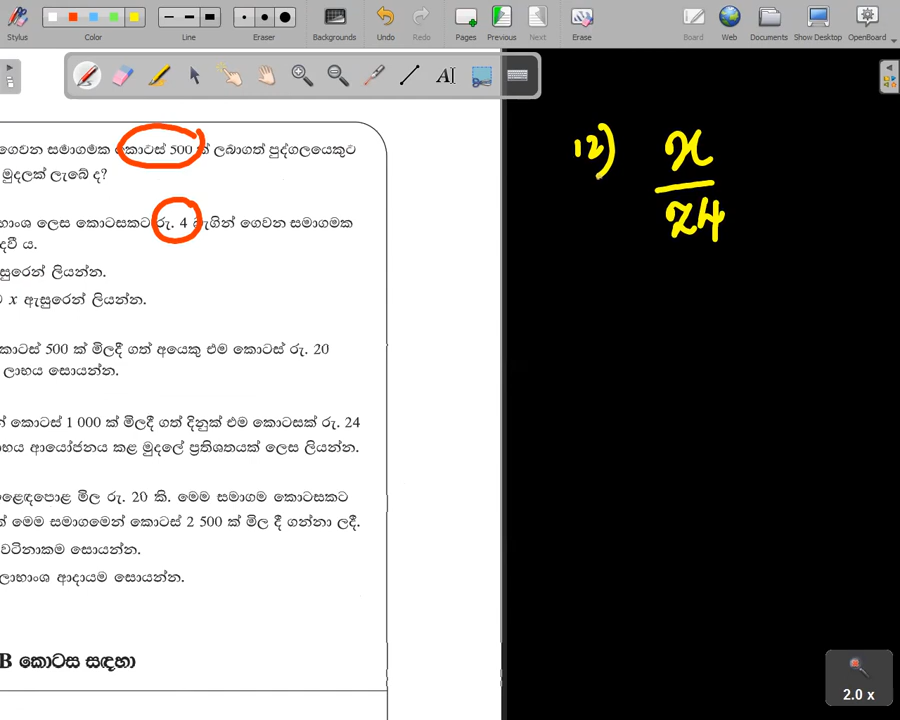 Stylus
Color
Line
Eraser
Backgrounds
Undo
Redo
Pages
Previous
Next
Erase
Board
Web
Documents
Show Desktop
OpenBoard
ගෙවන සමාගමක කොටස් 500 ක් ලබාගත් පුද්ගලයෙකුට
මුදලක් ලැබේ ද?
ාභාංශ ලෙස කොටසකට රු. 4 බැගින් ගෙවන සමාගමක
දවී ය.
සුරෙන් ලියන්න.
x ඇසුරෙන් ලියන්න.
කොටස් 500 ක් මිලදී ගත් අයෙකු එම කොටස් රු. 20
ලාභය සොයන්න.
් කොටස් 1 000 ක් මිලදී ගත් දිනුක් එම කොටසක් රු. 24
ාභය ආයෝජනය කළ මුදලේ ප්‍රතිශතයක් ලෙස ලියන්න.
ළෙඳපොළ මිල රු. 20 කි. මෙම සමාගම කොටසකට
ත් මෙම සමාගමෙන් කොටස් 2 500 ක් මිල දී ගන්නා ලදී.
වටිනාකම සොයන්න.
ලාභාංශ ආදායම සොයන්න.
B කොටස සඳහා
12) x
24
2.0 x